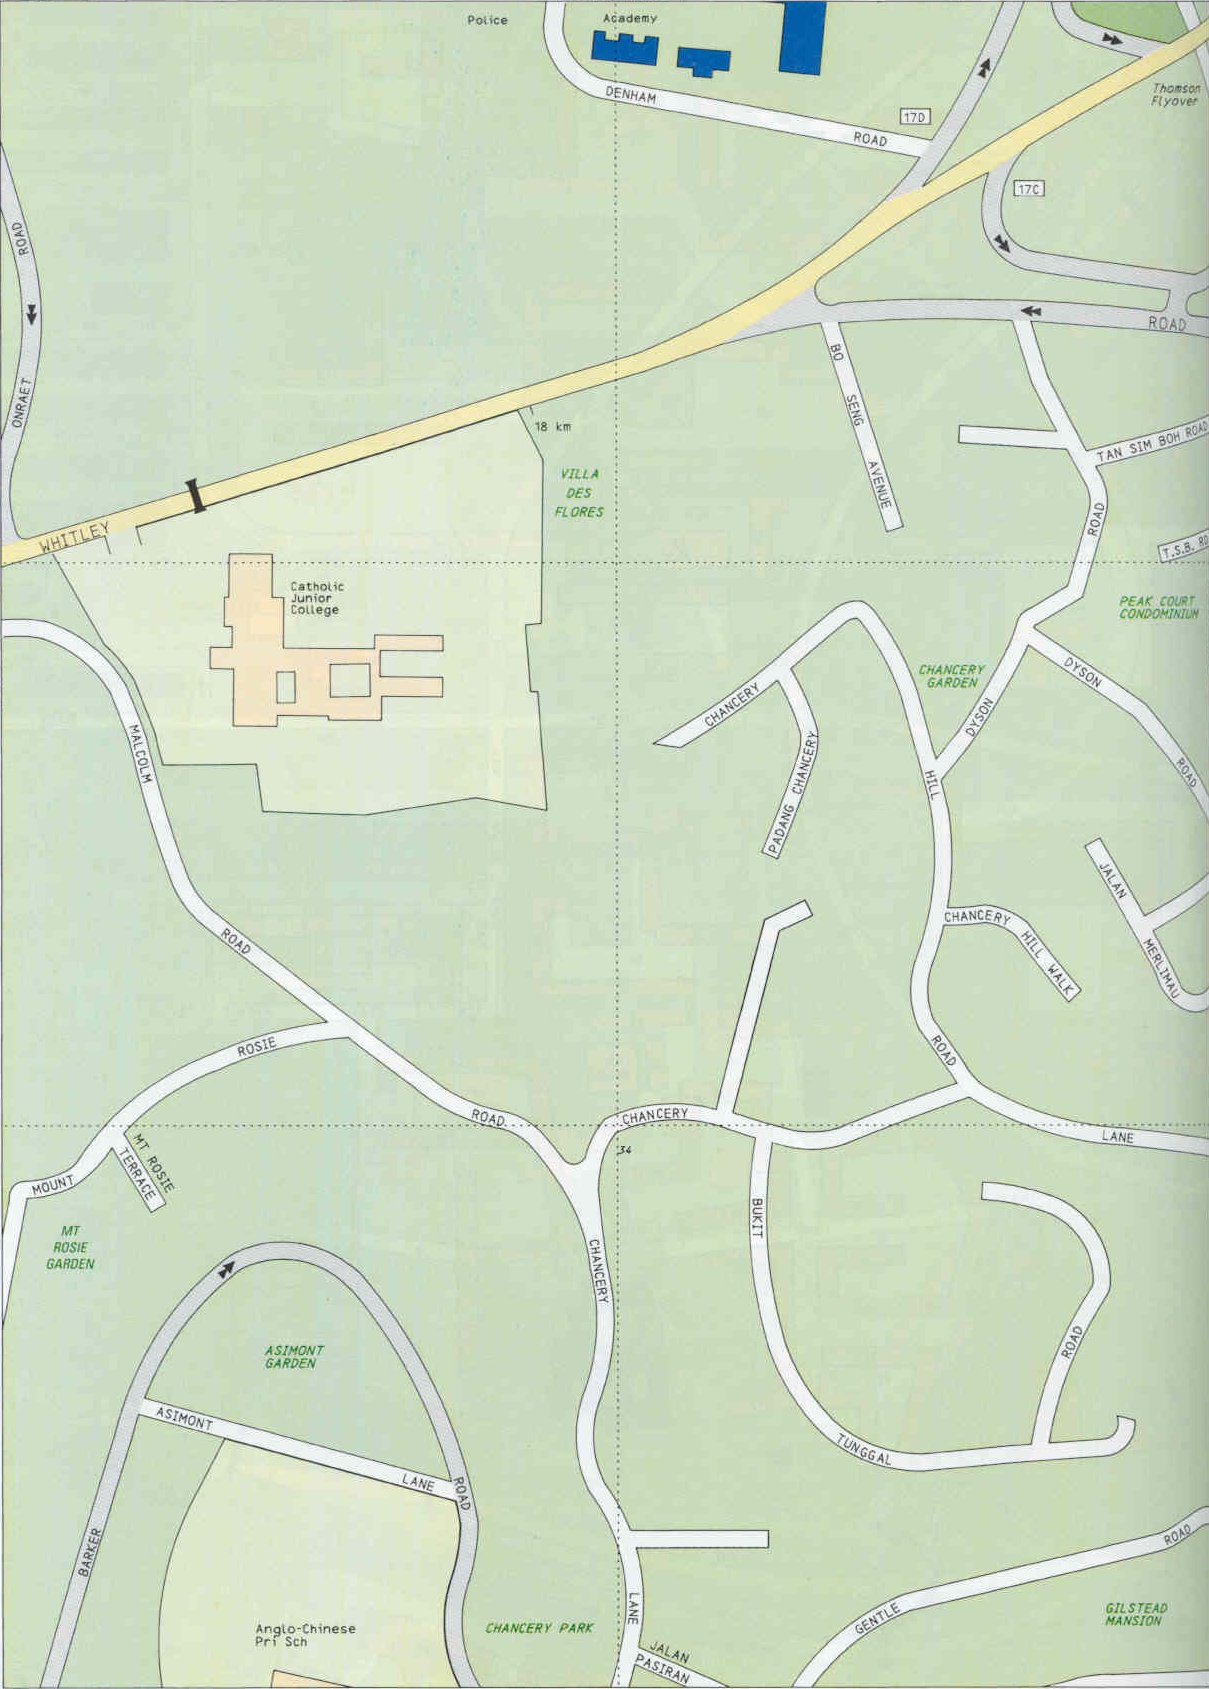 Police
Academy
DENHAM
ROAD
17D
Thomson
Flyover
17C
ONRAET
ROAD
ROAD
BO
SENG
AVENUE
18 km
VILLA
DES
FLORES
TAN SIM BOH ROAD
ROAD
T.S.B. RD
WHITLEY
Catholic
Junior
College
PEAK COURT
CONDOMINIUM
CHANCERY
GARDEN
DYSON
ROAD
DYSON
CHANCERY
HILL
MALCOLM
PADANG CHANCERY
JALAN
MERLIMAU
CHANCERY
HILL WALK
ROAD
ROAD
ROSIE
ROAD
CHANCERY
LANE
34
MT ROSIE
TERRACE
MOUNT
MT
ROSIE
GARDEN
BUKIT
CHANCERY
ROAD
ASIMONT
GARDEN
ASIMONT
LANE
TUNGGAL
ROAD
BARKER
ROAD
GENTLE
LANE
GILSTEAD
MANSION
Anglo-Chinese
Pri Sch
CHANCERY PARK
JALAN
PASIRAN